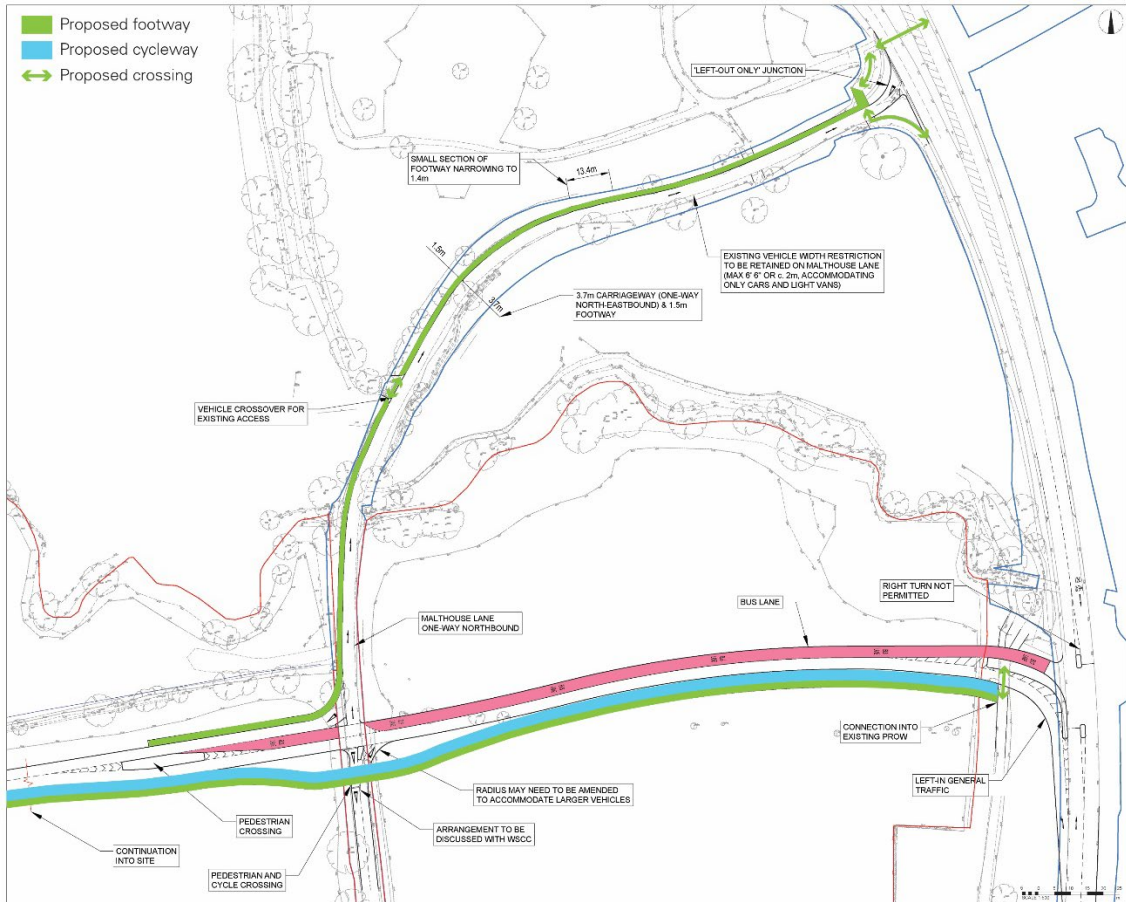 Proposed footway
Proposed cycleway
Proposed crossing
'LEFT-OUT ONLY' JUNCTION
SMALL SECTION OF
FOOTWAY NARROWING TO
1.4m
13.4m
1.5m
3.7m
EXISTING VEHICLE WIDTH RESTRICTION
TO BE RETAINED ON MALTHOUSE LANE
(MAX 6' 6" OR c. 2m, ACCOMMODATING
ONLY CARS AND LIGHT VANS)
3.7m CARRIAGEWAY (ONE-WAY
NORTH-EASTBOUND) & 1.5m
FOOTWAY
VEHICLE CROSSOVER FOR
EXISTING ACCESS
RIGHT TURN NOT
PERMITTED
BUS LANE
MALTHOUSE LANE
ONE-WAY NORTHBOUND
CONNECTION INTO
EXISTING PROW
LEFT-IN GENERAL
TRAFFIC
RADIUS MAY NEED TO BE AMENDED
TO ACCOMMODATE LARGER VEHICLES
PEDESTRIAN
CROSSING
ARRANGEMENT TO BE
DISCUSSED WITH WSCC
CONTINUATION
INTO SITE
PEDESTRIAN AND
CYCLE CROSSING